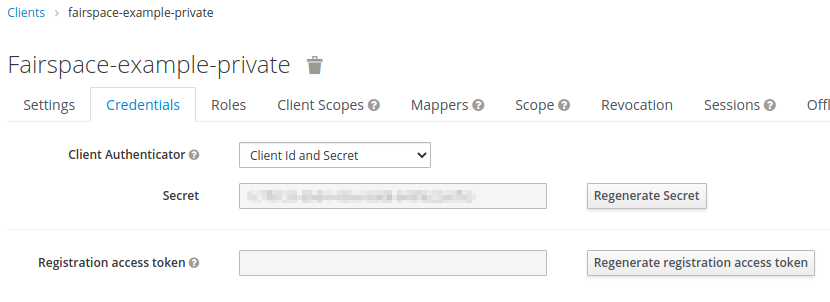 Clients > fairspace-example-private
Fairspace-example-private
Settings Credentials Roles Client Scopes Mappers Scope Revocation Sessions Offl
Client Authenticator Client Id and Secret
Secret Regenerate Secret
Registration access token Regenerate registration access token